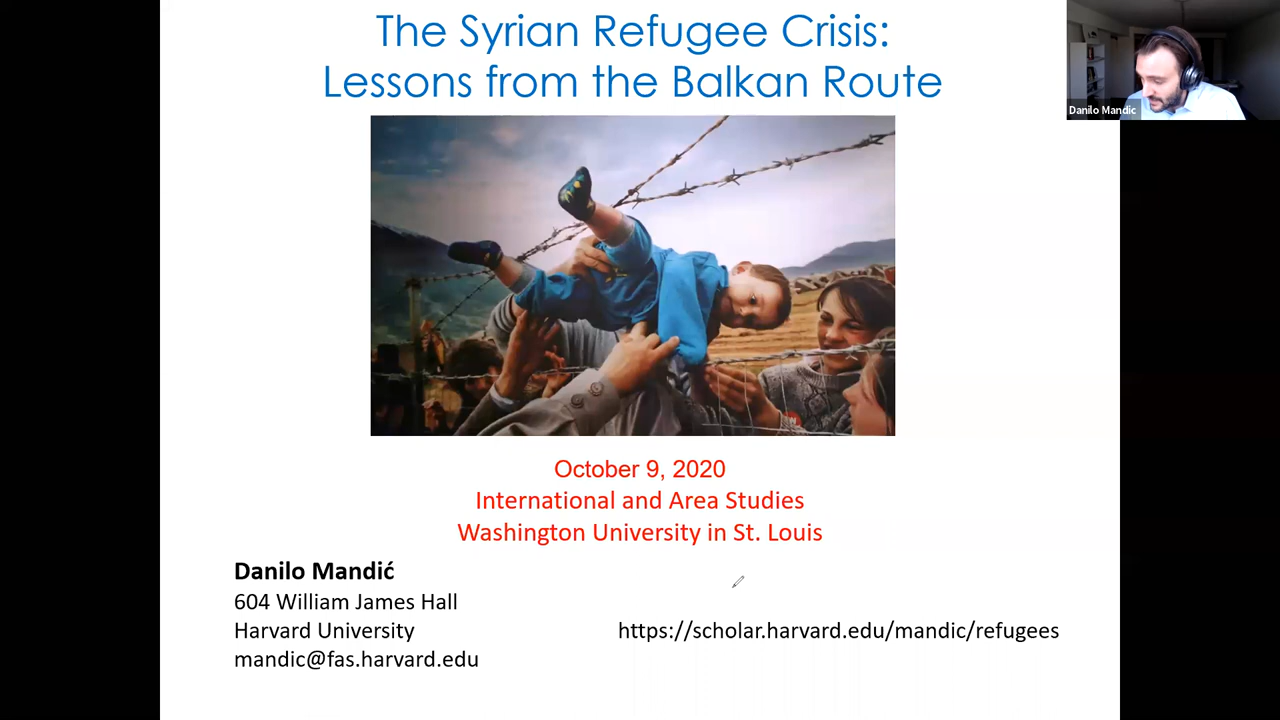 The Syrian Refugee Crisis:
Lessons from the Balkan Route
Danilo Mandic
October 9, 2020
International and Area Studies
Washington University in St. Louis
Danilo Mandić
604 William James Hall
Harvard University
mandic@fas.harvard.edu
https://scholar.harvard.edu/mandic/refugees